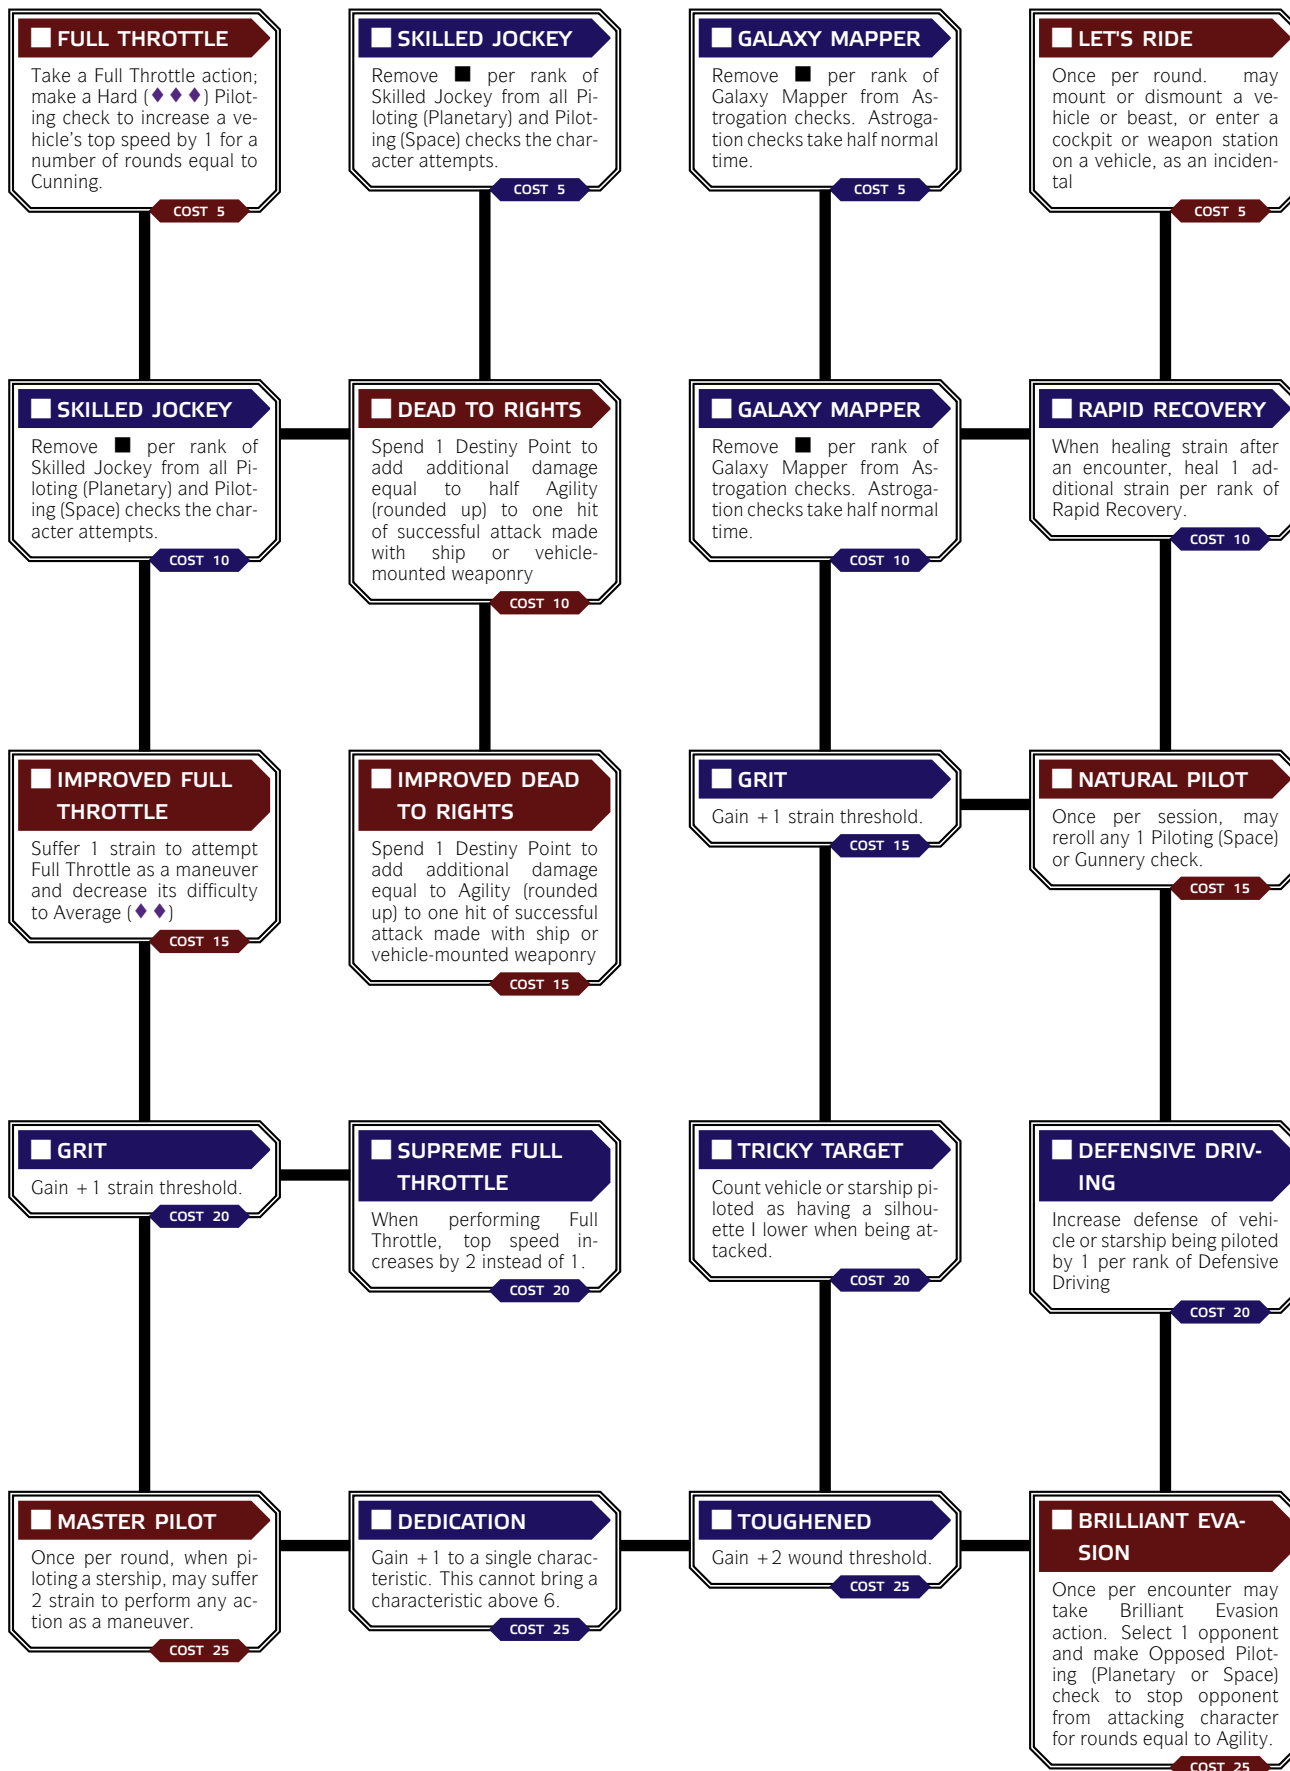 FULL THROTTLE
Take a Full Throttle action;
make a Hard (♦ ♦ ♦) Pilot-
ing check to increase a ve-
hicle's top speed by 1 for a
number of rounds equal to
Cunning.
COST 5
SKILLED JOCKEY
Remove ■ per rank of
Skilled Jockey from all Pi-
loting (Planetary) and Pilot-
ing (Space) checks the char-
acter attempts.
COST 5
GALAXY MAPPER
Remove ■ per rank of
Galaxy Mapper from As-
trogation checks. Astroga-
tion checks take half normal
time.
COST 5
LET'S RIDE
Once per round. may
mount or dismount a ve-
hicle or beast, or enter a
cockpit or weapon station
on a vehicle, as an inciden-
tal
COST 5
SKILLED JOCKEY
Remove ■ per rank of
Skilled Jockey from all Pi-
loting (Planetary) and Pilot-
ing (Space) checks the char-
acter attempts.
COST 10
DEAD TO RIGHTS
Spend 1 Destiny Point to
add additional damage
equal to half Agility
(rounded up) to one hit
of successful attack made
with ship or vehicle-
mounted weaponry
COST 10
GALAXY MAPPER
Remove ■ per rank of
Galaxy Mapper from As-
trogation checks. Astroga-
tion checks take half normal
time.
COST 10
RAPID RECOVERY
When healing strain after
an encounter, heal 1 ad-
ditional strain per rank of
Rapid Recovery.
COST 10
IMPROVED FULL
THROTTLE
Suffer 1 strain to attempt
Full Throttle as a maneuver
and decrease its difficulty
to Average (♦ ♦)
COST 15
IMPROVED DEAD
TO RIGHTS
Spend 1 Destiny Point to
add additional damage
equal to Agility (rounded
up) to one hit of successful
attack made with ship or
vehicle-mounted weaponry
COST 15
GRIT
Gain +1 strain threshold.
COST 15
NATURAL PILOT
Once per session, may
reroll any 1 Piloting (Space)
or Gunnery check.
COST 15
GRIT
Gain +1 strain threshold.
COST 20
SUPREME FULL
THROTTLE
When performing Full
Throttle, top speed in-
creases by 2 instead of 1.
COST 20
TRICKY TARGET
Count vehicle or starship pi-
loted as having a silhou-
ette I lower when being at-
tacked.
COST 20
DEFENSIVE DRIV-
ING
Increase defense of vehi-
cle or starship being piloted
by 1 per rank of Defensive
Driving
COST 20
MASTER PILOT
Once per round, when pi-
loting a stership, may suffer
2 strain to perform any ac-
tion as a maneuver.
COST 25
DEDICATION
Gain +1 to a single charac-
teristic. This cannot bring a
characteristic above 6.
COST 25
TOUGHENED
Gain +2 wound threshold.
COST 25
BRILLIANT EVA-
SION
Once per encounter may
take Brilliant Evasion
action. Select 1 opponent
and make Opposed Pilot-
ing (Planetary or Space)
check to stop opponent
from attacking character
for rounds equal to Agility.
COST 25